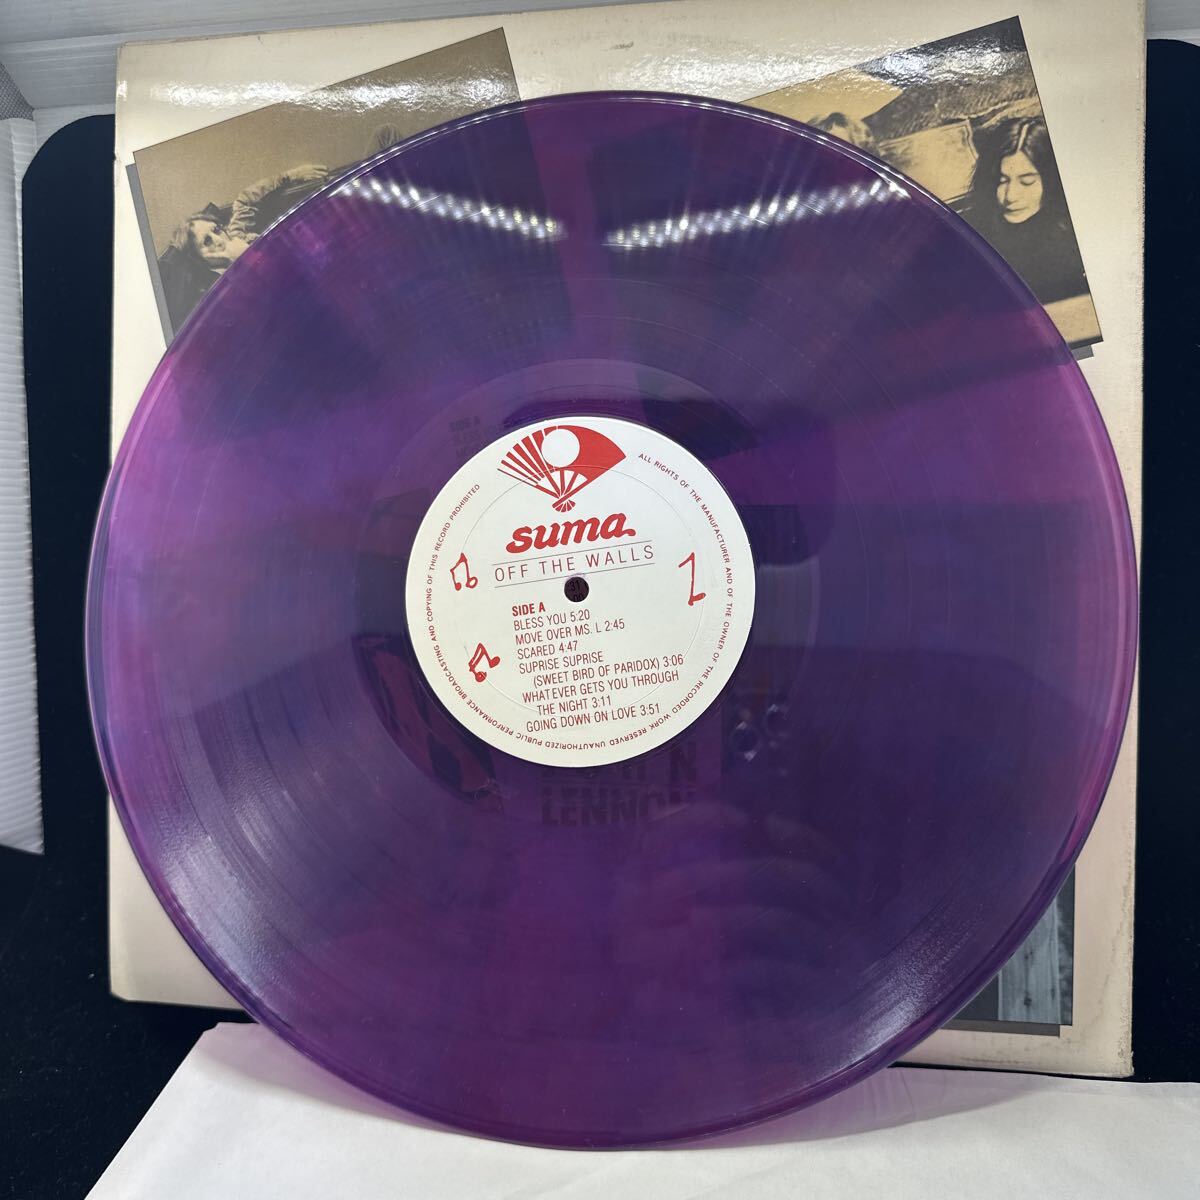 suma
OFF THE WALLS
SIDE A
BLESS YOU 5:20
MOVE OVER MS. L 2:45
SCARED 4:47
SUPRISE SUPRISE
(SWEET BIRD OF PARIDOX) 3:06
WHAT EVER GETS YOU THROUGH
THE NIGHT 3:11
GOING DOWN ON LOVE 3:51
ALL RIGHTS OF THE MANUFACTURER AND OF THE OWNER OF THE RECORDED WORK RESERVED UNAUTHORIZED PUBLIC PERFORMANCE BROADCASTING AND COPYING OF THIS RECORD PROHIBITED
SIDE A
LENNON